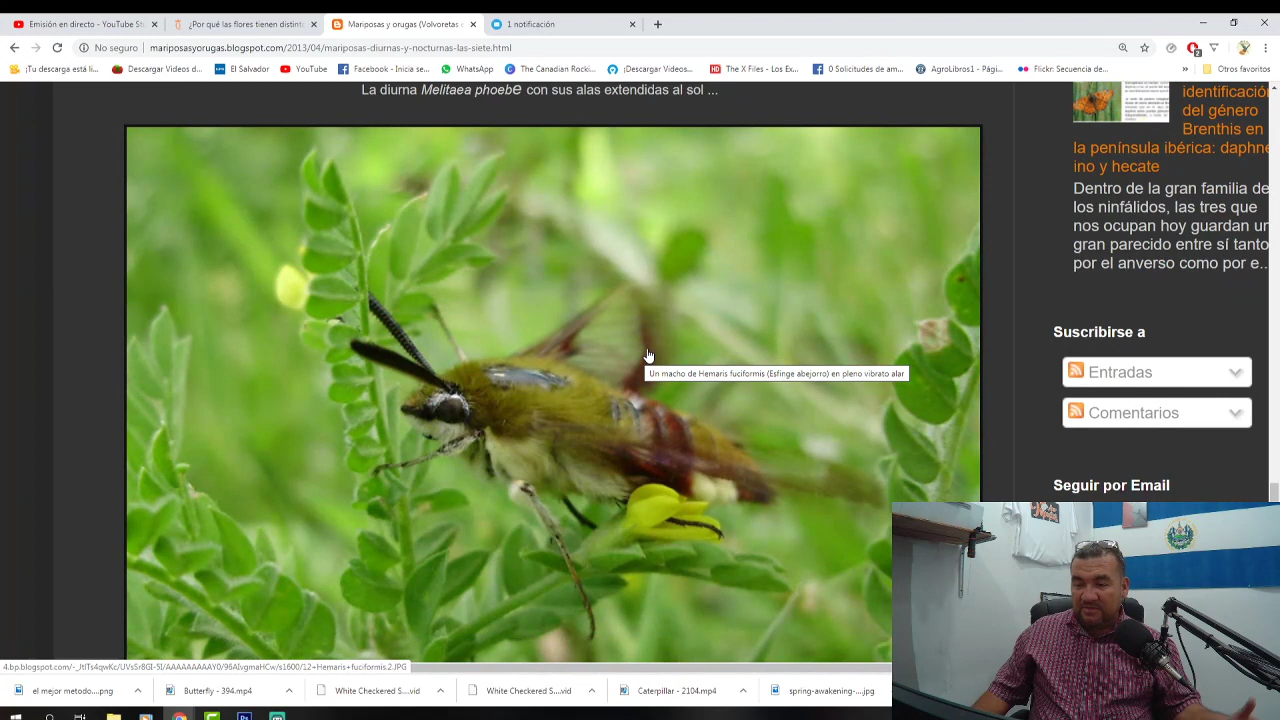 Emisión en directo - YouTube St
¿Por qué las flores tienen distint
Mariposas y orugas (Volvoretas e
1 notificación
No seguro
mariposasyorugas.blogspot.com/2013/04/mariposas-diurnas-y-nocturnas-las-siete.html
¡Tu descarga está li...
Descargar Videos d...
El Salvador
YouTube
Facebook - Inicia se...
WhatsApp
The Canadian Rocki...
¡Descargar Videos...
The X Files - Los Ex...
0 Solicitudes de am...
AgroLibros1 - Pági...
Flickr: Secuencia de...
»
Otros favoritos
La diurna Melitaea phoebe con sus alas extendidas al sol ...
identificación
del género
Brenthis en
la península ibérica: daphne
ino y hecate
Dentro de la gran familia de
los ninfálidos, las tres que
nos ocupan hoy guardan un
gran parecido entre sí tanto
por el anverso como por e...
Suscribirse a
Entradas
Comentarios
Seguir por Email
Un macho de Hemaris fuciformis (Esfinge abejorro) en pleno vibrato alar
el mejor metodo....png
Butterfly - 394.mp4
White Checkered S....vid
White Checkered S....vid
Caterpillar - 2104.mp4
spring-awakening-....jpg